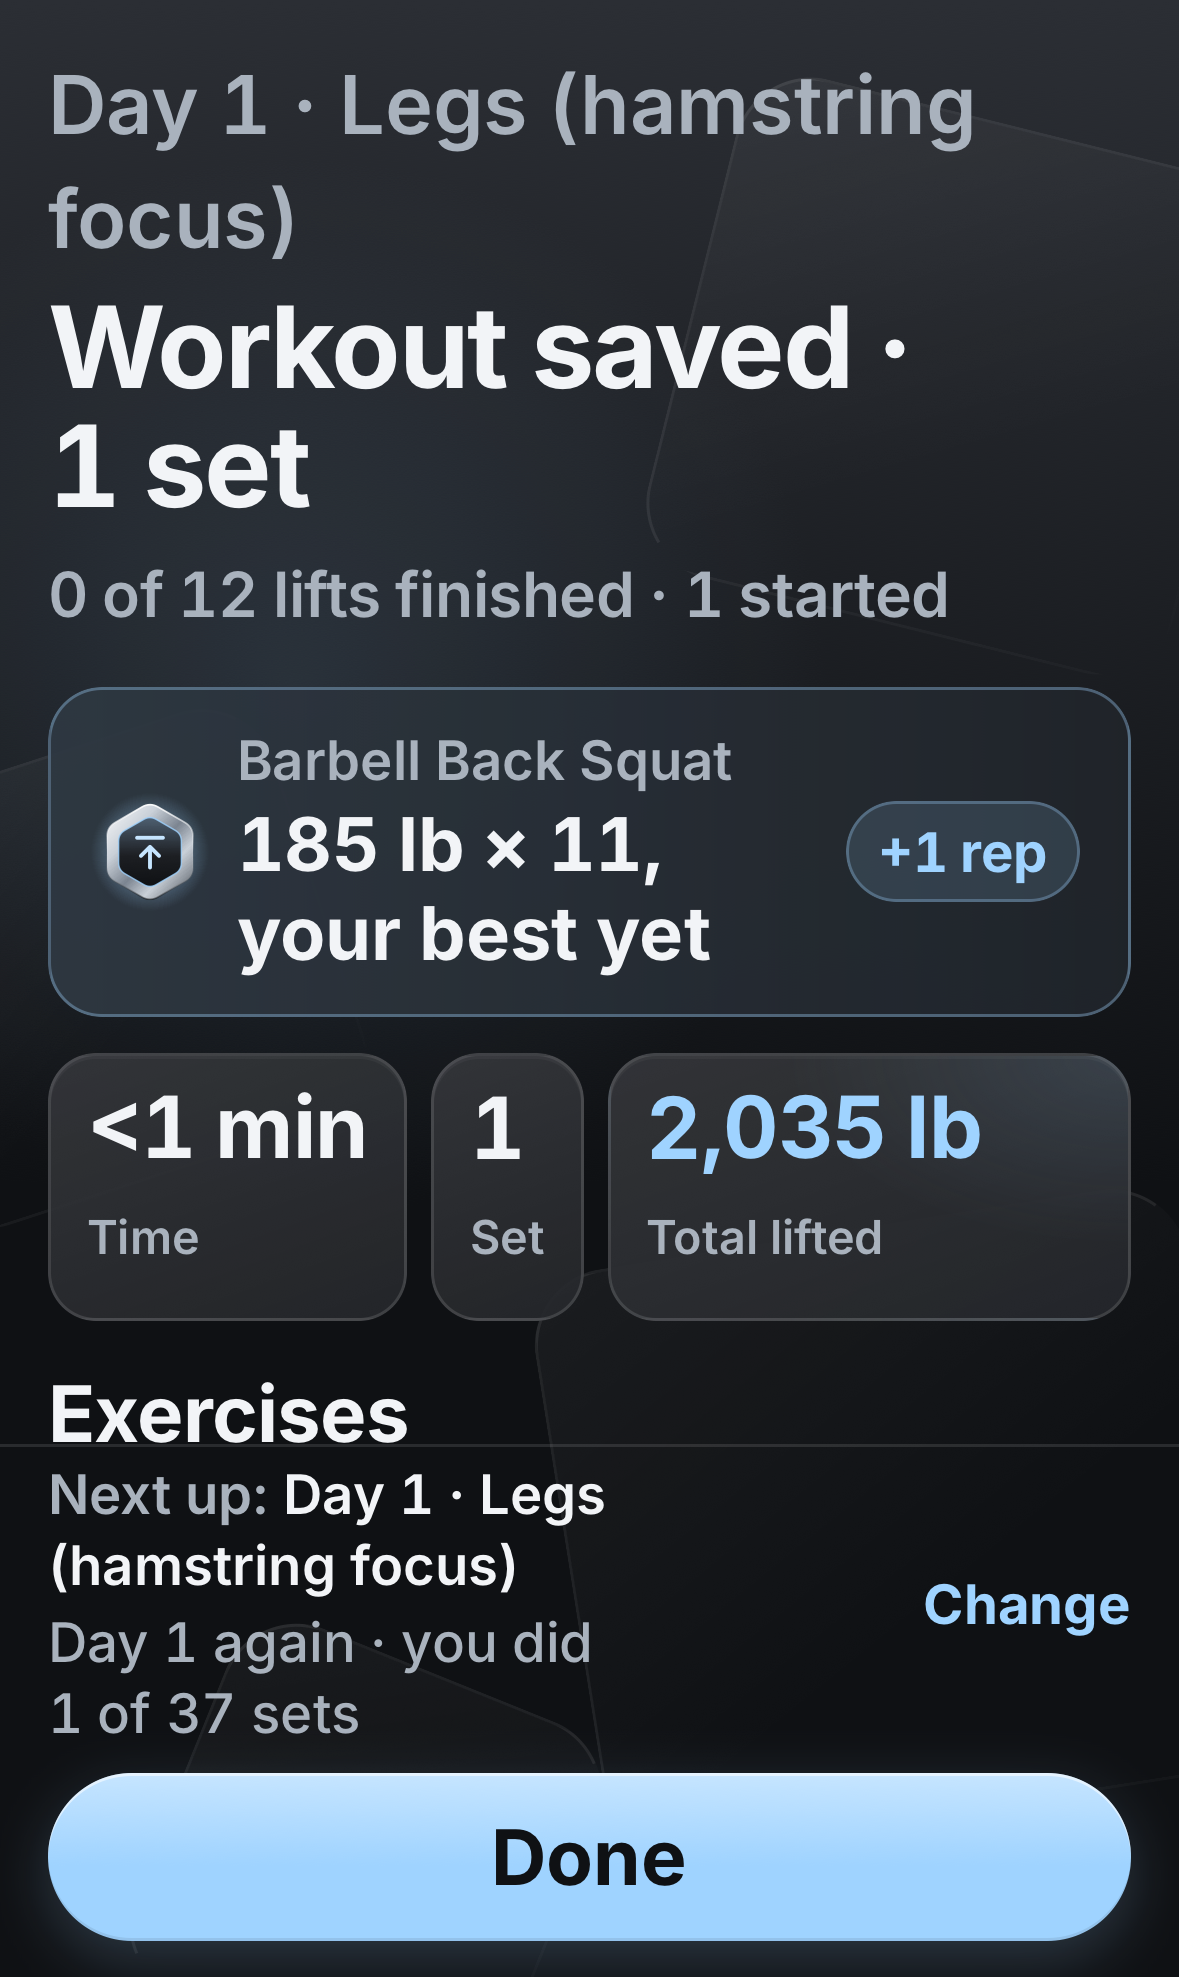 Day 1 · Legs (hamstring
focus)
Workout saved ·
1 set
0 of 12 lifts finished · 1 started
Barbell Back Squat
185 lb × 11,
your best yet
+1 rep
<1 min
Time
1
Set
2,035 lb
Total lifted
Exercises
Next up: Day 1 · Legs
(hamstring focus)
Day 1 again · you did
1 of 37 sets
Change
Done